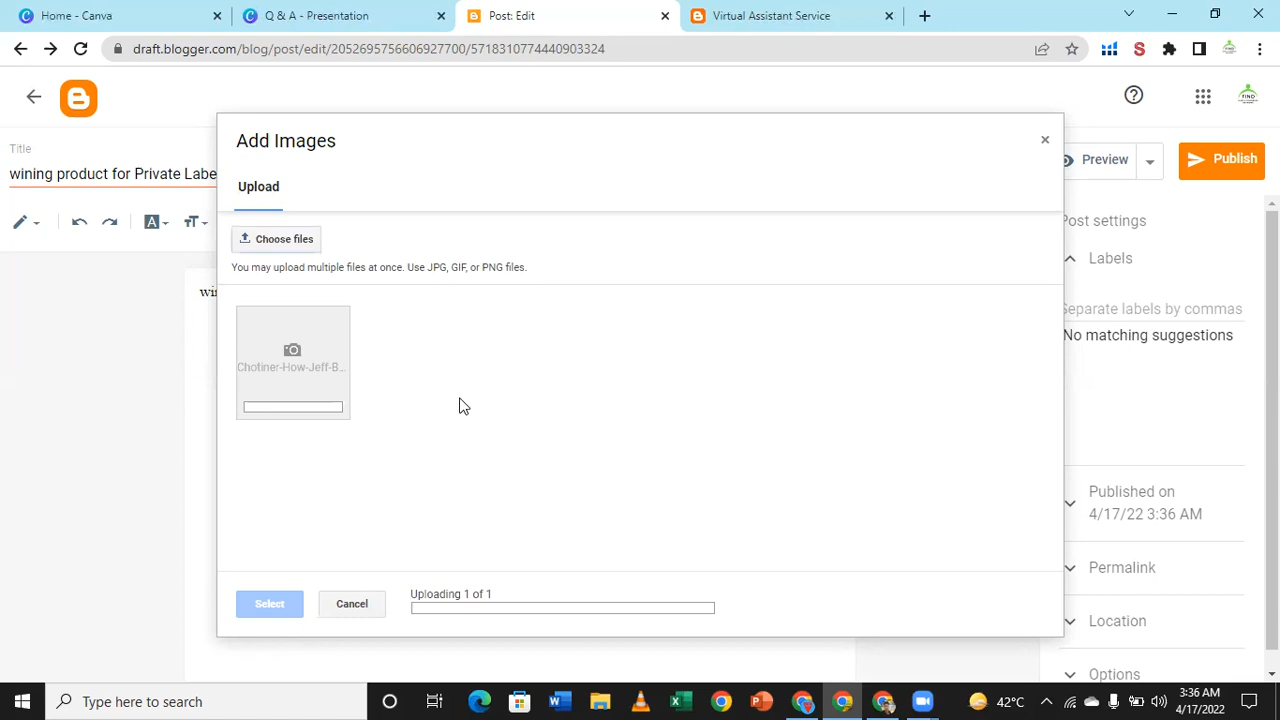 Home - Canva
Q & A - Presentation
Post: Edit
Virtual Assistant Service
draft.blogger.com/blog/post/edit/2052695756606927700/5718310774440903324
Add Images
Title
Preview
Publish
wining product for Private Labe
Upload
Post settings
Choose files
Labels
You may upload multiple files at once. Use JPG, GIF, or PNG files.
Separate labels by commas
No matching suggestions
Chotiner-How-Jeff-B...
Published on
4/17/22 3:36 AM
Permalink
Select
Cancel
Uploading 1 of 1
Location
Options
Type here to search
42°C
3:36 AM
4/17/2022